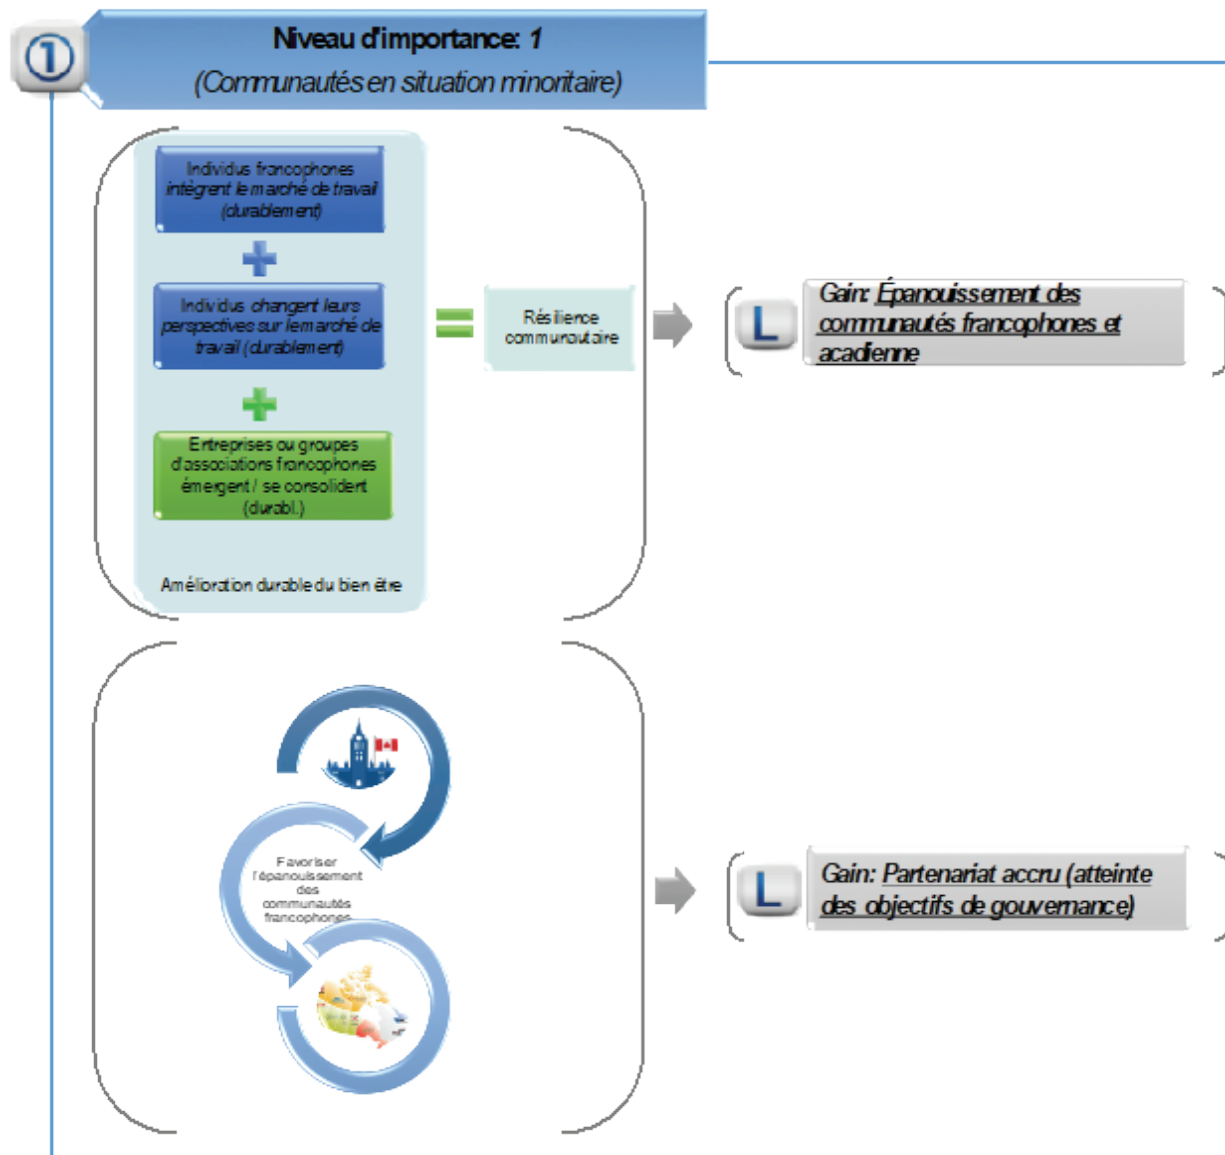 1
Niveau d'importance: 1
(Communautés en situation minoritaire)
Individus francophones
intègrent le marché de travail
(durablement)
Individus changent leurs
perspectives sur le marché de
travail (durablement)
Entreprises ou groupes
d'associations francophones
émergent / se consolident
(durabl.)
Amélioration durable du bien être
Résilience
communautaire
L
Gain: Épanouissement des
communautés francophones et
acadienne
Favoriser
l'épanouissement
des
communautés
francophones
L
Gain: Partenariat accru (atteinte
des objectifs de gouvernance)